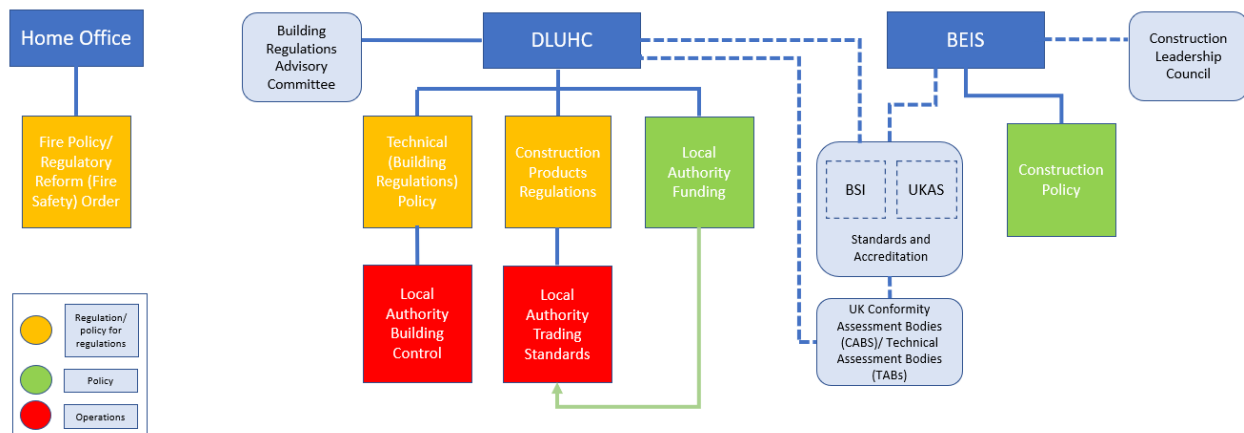 Home Office
Fire Policy/
Regulatory
Reform (Fire
Safety) Order
Building
Regulations
Advisory
Committee
DLUHC
Technical
(Building
Regulations)
Policy
Construction
Products
Regulations
Local
Authority
Funding
Local
Authority
Building
Control
Local
Authority
Trading
Standards
BEIS
Construction
Leadership
Council
BSI
UKAS
Standards and
Accreditation
Construction
Policy
UK Conformity
Assessment Bodies
(CABS)/ Technical
Assessment Bodies
(TABs)
Regulation/
policy for
regulations
Policy
Operations